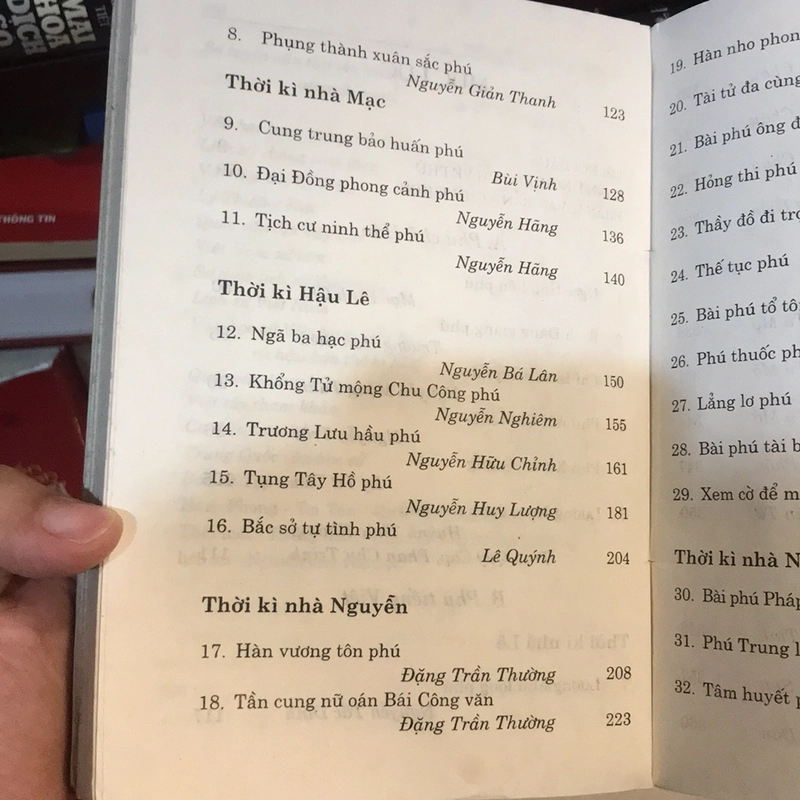 MAI
HOA
DỊCH
SỐ
TIẾT
THÔNG TIN
8. Phụng thành xuân sắc phú
Nguyễn Giản Thanh 123
Thời kì nhà Mạc
9. Cung trung bảo huấn phú
Bùi Vịnh 128
10. Đại Đồng phong cảnh phú
Nguyễn Hãng 136
11. Tịch cư ninh thể phú
Nguyễn Hãng 140
Thời kì Hậu Lê
12. Ngã ba hạc phú
Nguyễn Bá Lân 150
13. Khổng Tử mộng Chu Công phú
Nguyễn Nghiêm 155
14. Trương Lưu hầu phú
Nguyễn Hữu Chỉnh 161
15. Tụng Tây Hồ phú
Nguyễn Huy Lượng 181
16. Bắc sở tự tình phú
Lê Quýnh 204
Thời kì nhà Nguyễn
17. Hàn vương tôn phú
Đặng Trần Thường 208
18. Tần cung nữ oán Bái Công văn
Đặng Trần Thường 223
19. Hàn nho phon
20. Tài tử đa cùng
21. Bài phú ông đ
22. Hỏng thi phú
23. Thầy đồ đi trọ
24. Thế tục phú
25. Bài phú tổ tô
26. Phú thuốc ph
27. Lẳng lơ phú
28. Bài phú tài b
29. Xem cờ để m
Thời kì nhà N
30. Bài phú Pháp
31. Phú Trung l
32. Tâm huyết p